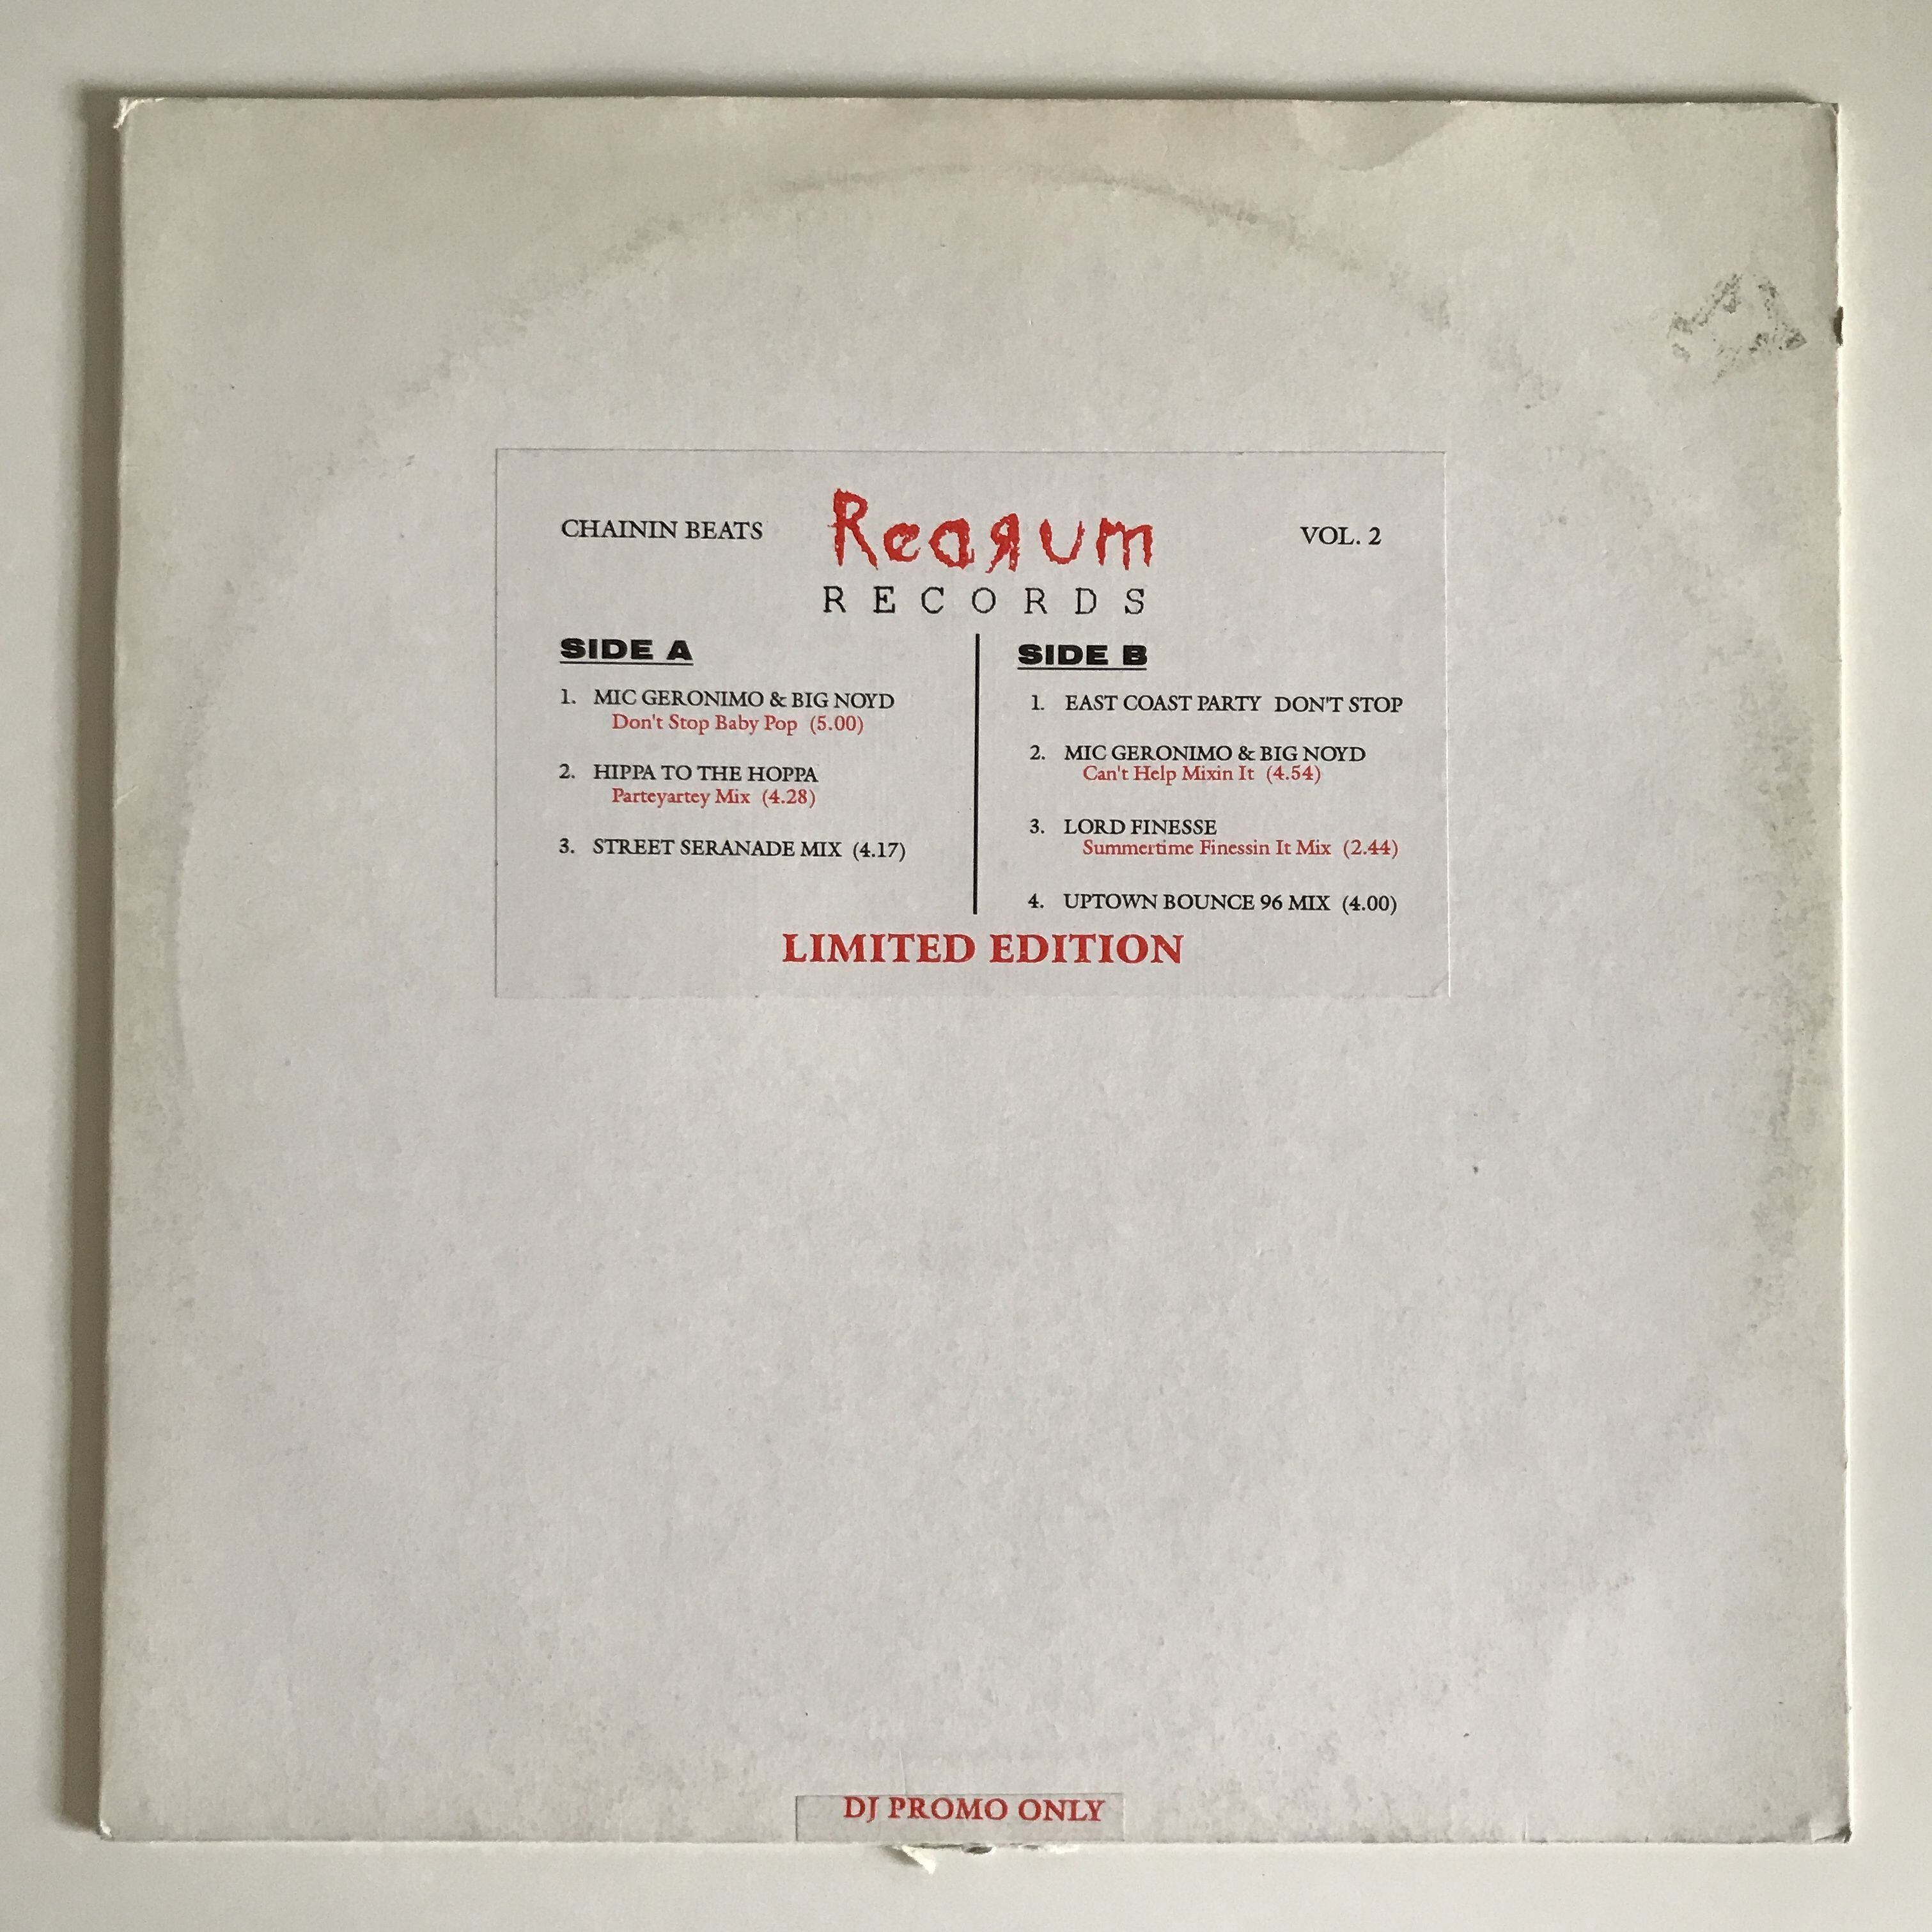 CHAININ BEATS
Redrum
RECORDS
VOL. 2
SIDE A
1. MIC GERONIMO & BIG NOYD
Don't Stop Baby Pop (5.00)
2. HIPPA TO THE HOPPA
Parteyartey Mix (4.28)
3. STREET SERANADE MIX (4.17)
SIDE B
1. EAST COAST PARTY DON'T STOP
2. MIC GERONIMO & BIG NOYD
Can't Help Mixin It (4.54)
3. LORD FINESSE
Summertime Finessin It Mix (2.44)
4. UPTOWN BOUNCE 96 MIX (4.00)
LIMITED EDITION
DJ PROMO ONLY